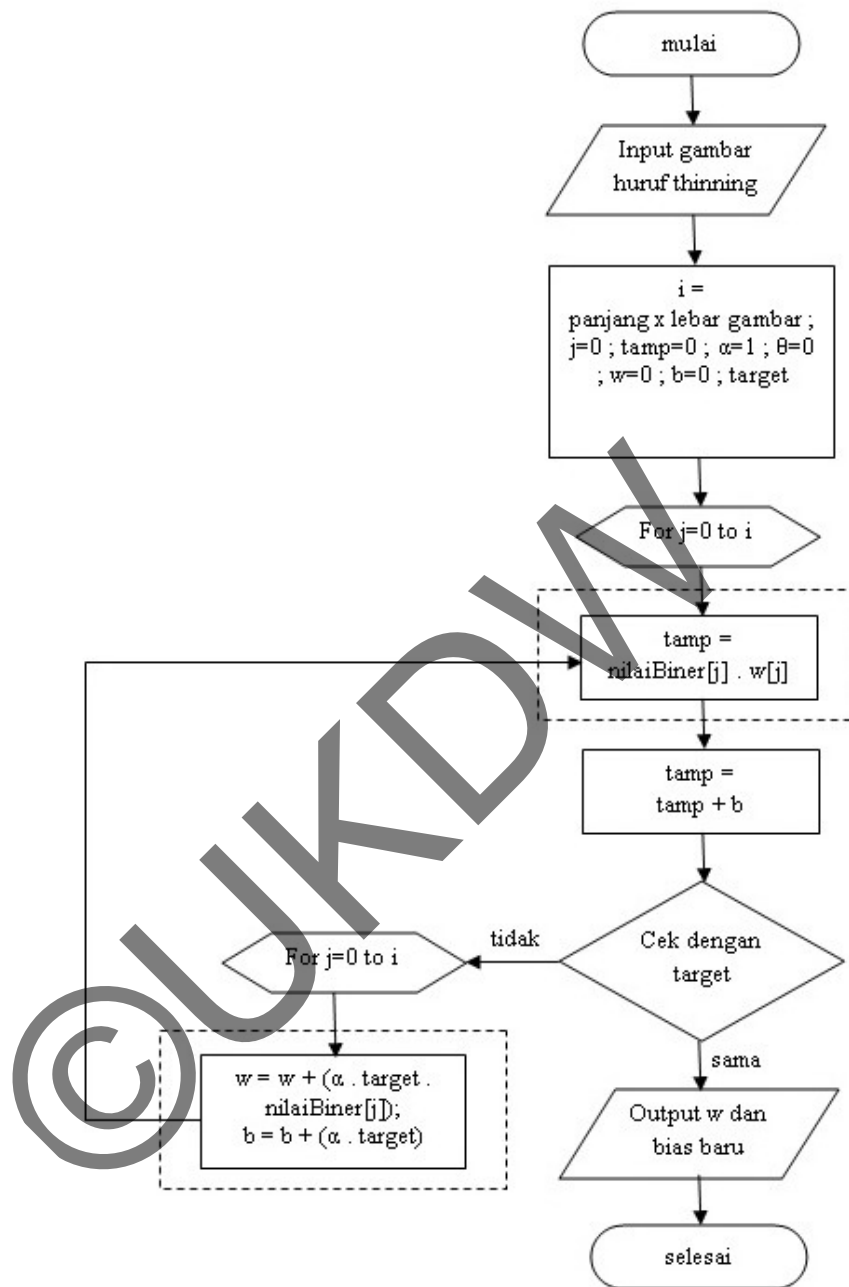 mulai
Input gambar
huruf thinning
i =
panjang x lebar gambar ;
j=0 ; tamp=0 ; α=1 ; θ=0
; w=0 ; b=0 ; target
For j=0 to i
tamp =
nilaiBiner[j] . w[j]
tamp =
tamp + b
Cek dengan
target
tidak
For j=0 to i
w = w + (α . target .
nilaiBiner[j]);
b = b + (α . target)
sama
Output w dan
bias baru
selesai
©UKDW